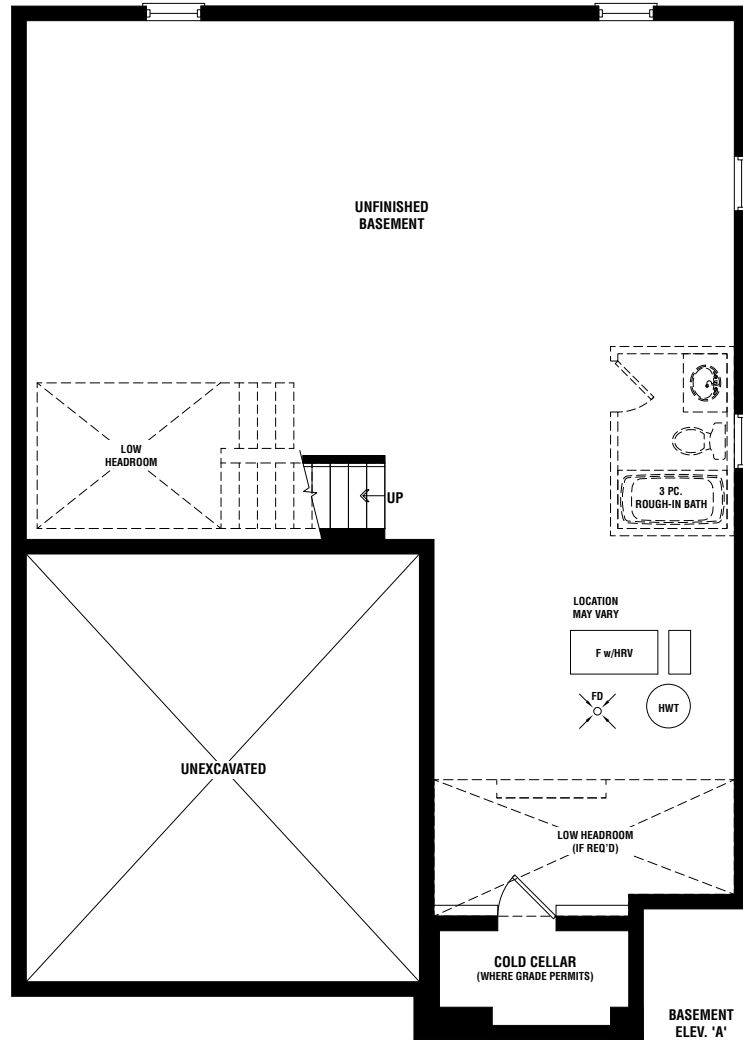 UNFINISHED
BASEMENT
LOW
HEADROOM
UP
3 PC.
ROUGH-IN BATH
LOCATION
MAY VARY
F w/HRV
FD
HWT
UNEXCAVATED
LOW HEADROOM
(IF REQ'D)
COLD CELLAR
(WHERE GRADE PERMITS)
BASEMENT
ELEV. 'A'